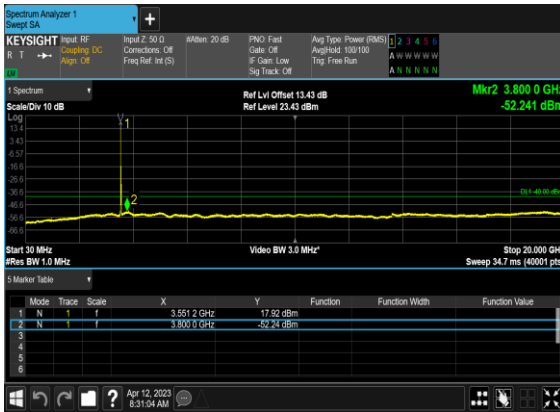 Spectrum Analyzer 1
Swept SA
KEYSIGHT Input: RF Input Z: 50 Ω #Atten: 20 dB PNO: Fast Avg Type: Power (RMS) 1 2 3 4 5 6
R T Coupling: DC Corrections: Off Gate: Off Avg|Hold: 100/100 A W W W W W
Align: Off Freq Ref: Int (S) IF Gain: Low Trig: Free Run
LW Sig Track: Off A N N N N N
1 Spectrum
Ref Lvl Offset 13.43 dB Mkr2 3.800 0 GHz
Scale/Div 10 dB Ref Level 23.43 dBm -52.241 dBm
Log
13.4
3.43
-6.57
-16.6
-26.6
-36.6
-46.6
-56.6
-66.6
1
2
DL1 -40.00 dBm
Start 30 MHz Video BW 3.0 MHz* Stop 20.000 GHz
#Res BW 1.0 MHz Sweep 34.7 ms (40001 pts)
5 Marker Table
Mode Trace Scale X Y Function Function Width Function Value
1 N 1 f 3.551 2 GHz 17.92 dBm
2 N 1 f 3.800 0 GHz -52.24 dBm
3
4
5
6
? Apr 12, 2023
8:31:04 AM